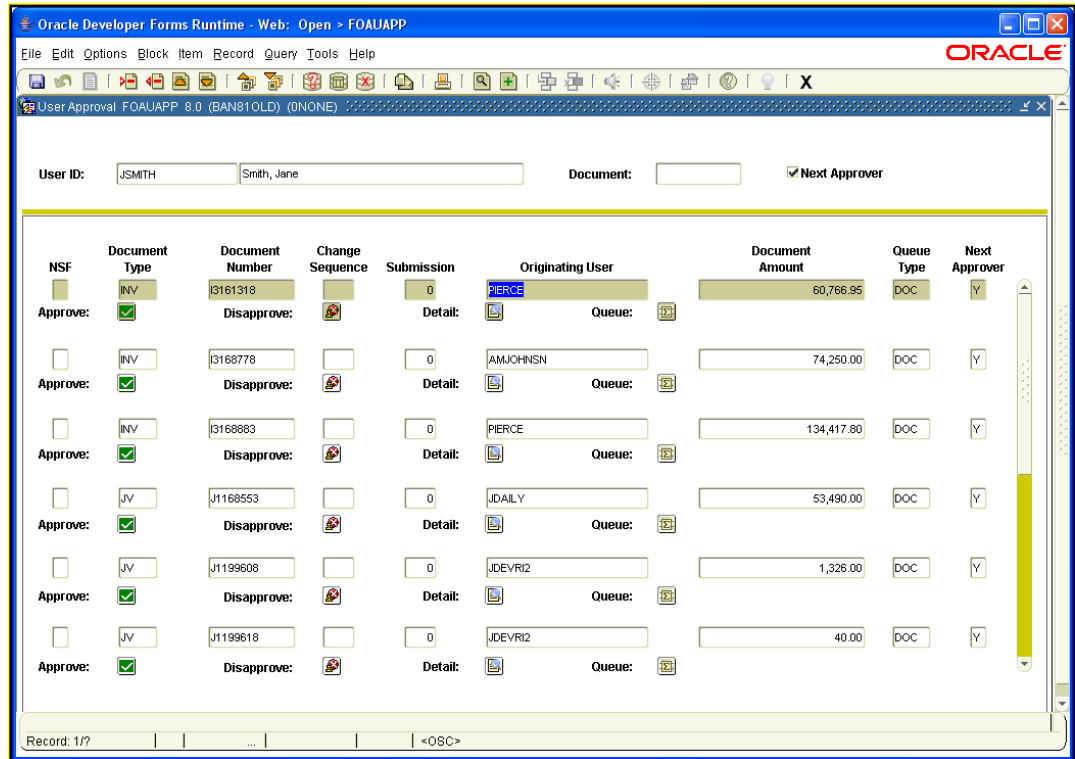 Oracle Developer Forms Runtime - Web: Open > FOAUAPP
File Edit Options Block Item Record Query Tools Help
ORACLE
User Approval FOAUAPP 8.0 (BAN81OLD) (0NONE)
User ID: JSMITH Smith, Jane Document: Next Approver
NSF Document Type Document Number Change Sequence Submission Originating User Document Amount Queue Type Next Approver
INV I3161318 0 PIERCE 60,766.95 DOC Y
Approve: Disapprove: Detail: Queue:
INV I3168778 0 AMJOHNSN 74,250.00 DOC Y
Approve: Disapprove: Detail: Queue:
INV I3168883 0 PIERCE 134,417.80 DOC Y
Approve: Disapprove: Detail: Queue:
JV J1168553 0 JDAILY 53,490.00 DOC Y
Approve: Disapprove: Detail: Queue:
JV J1199608 0 JDEVRI2 1,326.00 DOC Y
Approve: Disapprove: Detail: Queue:
JV J1199618 0 JDEVRI2 40.00 DOC Y
Approve: Disapprove: Detail: Queue:
Record: 1/? ... <OSC>